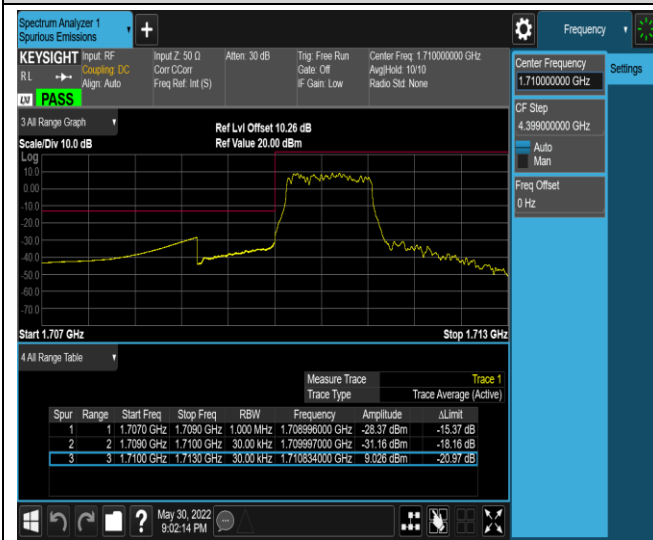 Spectrum Analyzer 1
Spurious Emissions
+
Frequency
KEYSIGHT
RL
LXI
PASS
Input: RF
Coupling: DC
Align: Auto
Input Z: 50 Ω
Corr CCorr
Freq Ref: Int (S)
Atten: 30 dB
Trig: Free Run
Gate: Off
IF Gain: Low
Center Freq: 1.710000000 GHz
Avg|Hold: 10/10
Radio Std: None
Center Frequency
1.710000000 GHz
Settings
CF Step
4.399000000 GHz
Auto
Man
Freq Offset
0 Hz
3 All Range Graph
Scale/Div 10.0 dB
Ref Lvl Offset 10.26 dB
Ref Value 20.00 dBm
Log
10.0
0.00
-10.0
-20.0
-30.0
-40.0
-50.0
-60.0
-70.0
Start 1.707 GHz
Stop 1.713 GHz
4 All Range Table
Measure Trace Trace 1
Trace Type Trace Average (Active)
Spur Range Start Freq Stop Freq RBW Frequency Amplitude ΔLimit
1 1 1.7070 GHz 1.7090 GHz 1.000 MHz 1.708996000 GHz -28.37 dBm -15.37 dB
2 2 1.7090 GHz 1.7100 GHz 30.00 kHz 1.709997000 GHz -31.16 dBm -18.16 dB
3 3 1.7100 GHz 1.7130 GHz 30.00 kHz 1.710834000 GHz 9.026 dBm -20.97 dB
?
May 30, 2022
9:02:14 PM